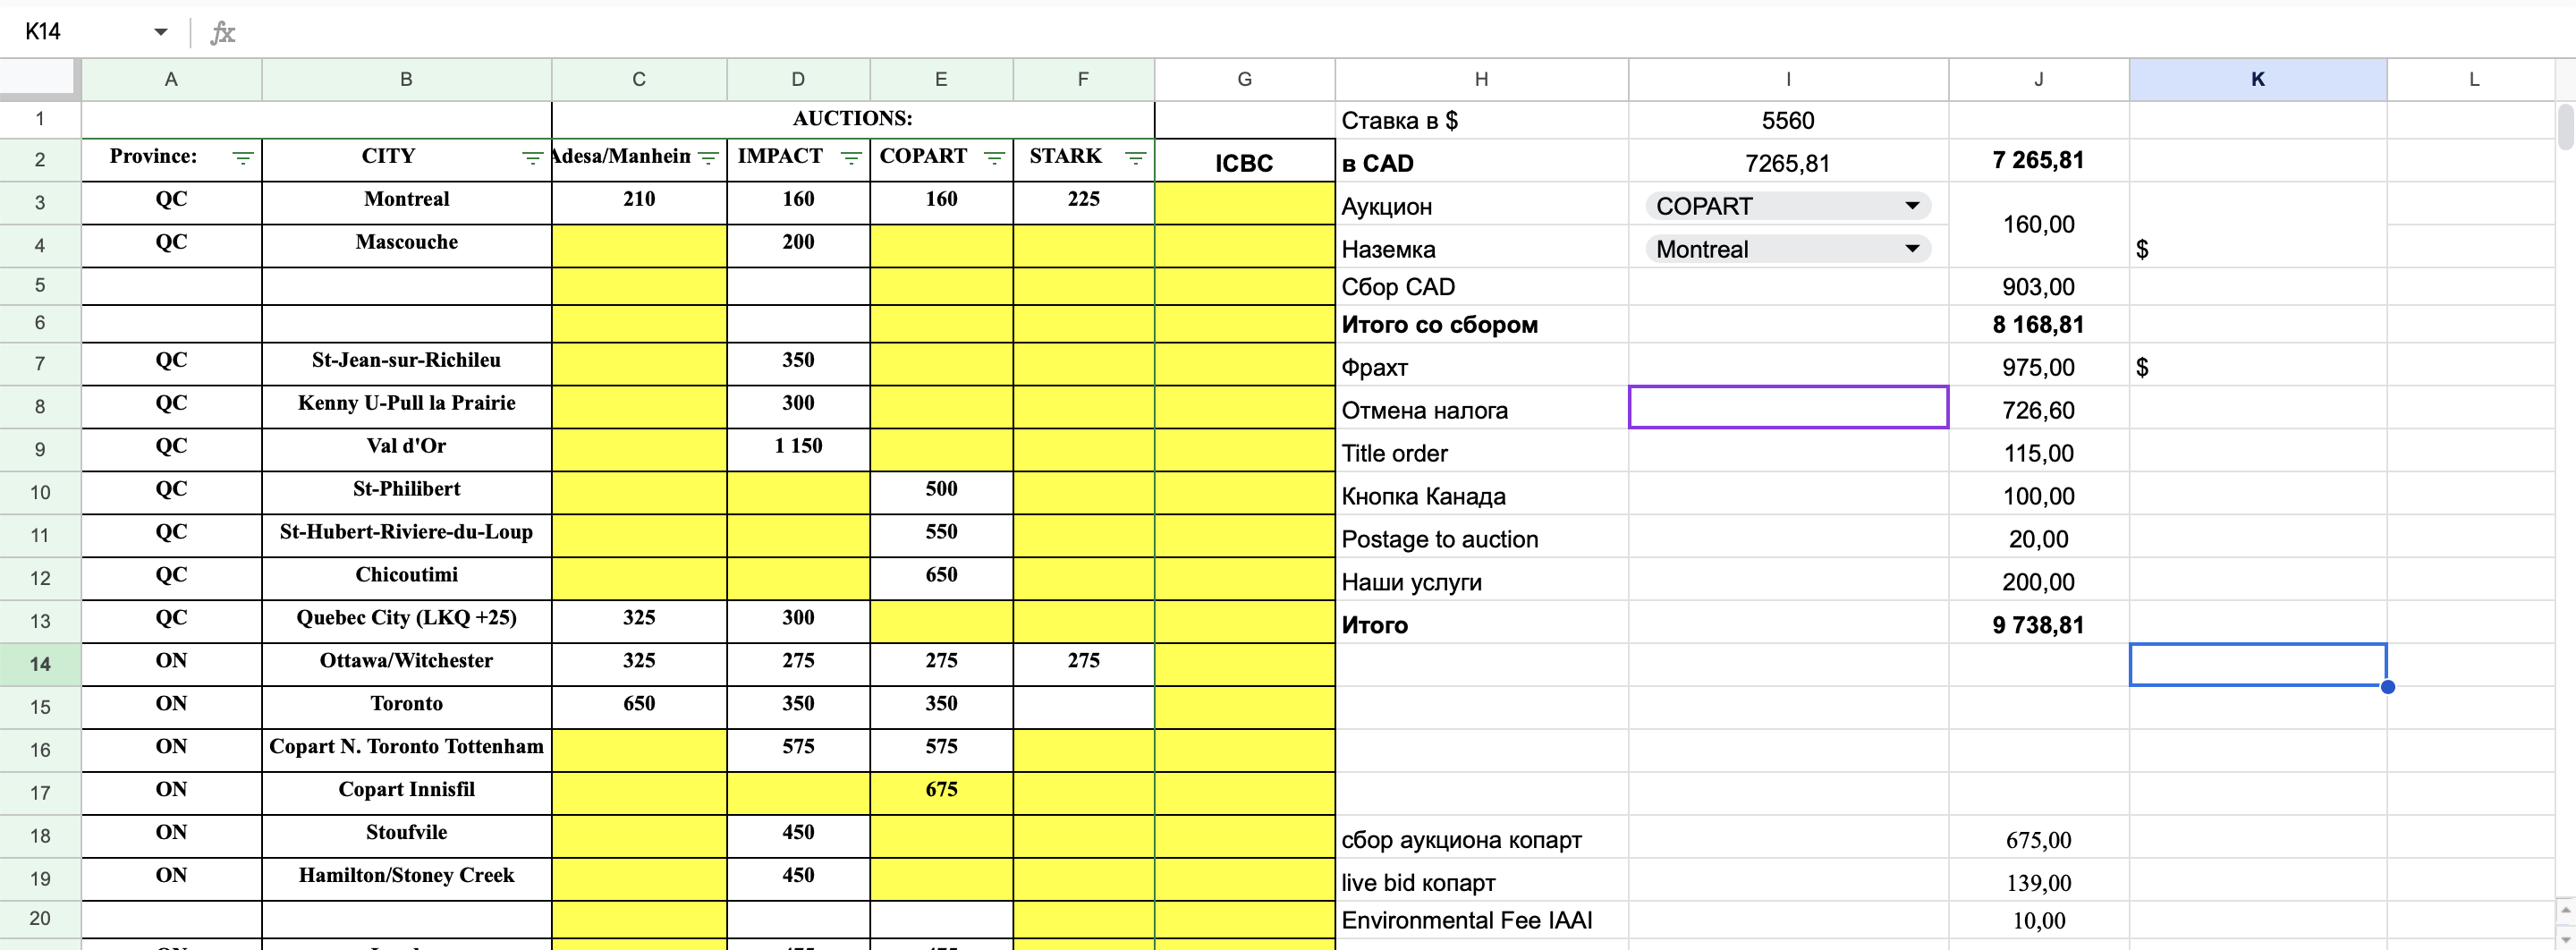 K14 fx
A B C D E F G H I J K L
1 AUCTIONS: Ставка в $ 5560
2 Province: CITY Adesa/Manhein IMPACT COPART STARK ICBC в CAD 7265,81 7 265,81
3 QC Montreal 210 160 160 225 Аукцион COPART 160,00
4 QC Mascouche 200 Наземка Montreal $
5 Сбор CAD 903,00
6 Итого со сбором 8 168,81
7 QC St-Jean-sur-Richileu 350 Фрахт 975,00 $
8 QC Kenny U-Pull la Prairie 300 Отмена налога 726,60
9 QC Val d'Or 1 150 Title order 115,00
10 QC St-Philibert 500 Кнопка Канада 100,00
11 QC St-Hubert-Riviere-du-Loup 550 Postage to auction 20,00
12 QC Chicoutimi 650 Наши услуги 200,00
13 QC Quebec City (LKQ +25) 325 300 Итого 9 738,81
14 ON Ottawa/Witchester 325 275 275 275
15 ON Toronto 650 350 350
16 ON Copart N. Toronto Tottenham 575 575
17 ON Copart Innisfil 675
18 ON Stoufvile 450 сбор аукциона копарт 675,00
19 ON Hamilton/Stoney Creek 450 live bid копарт 139,00
20 Environmental Fee IAAI 10,00